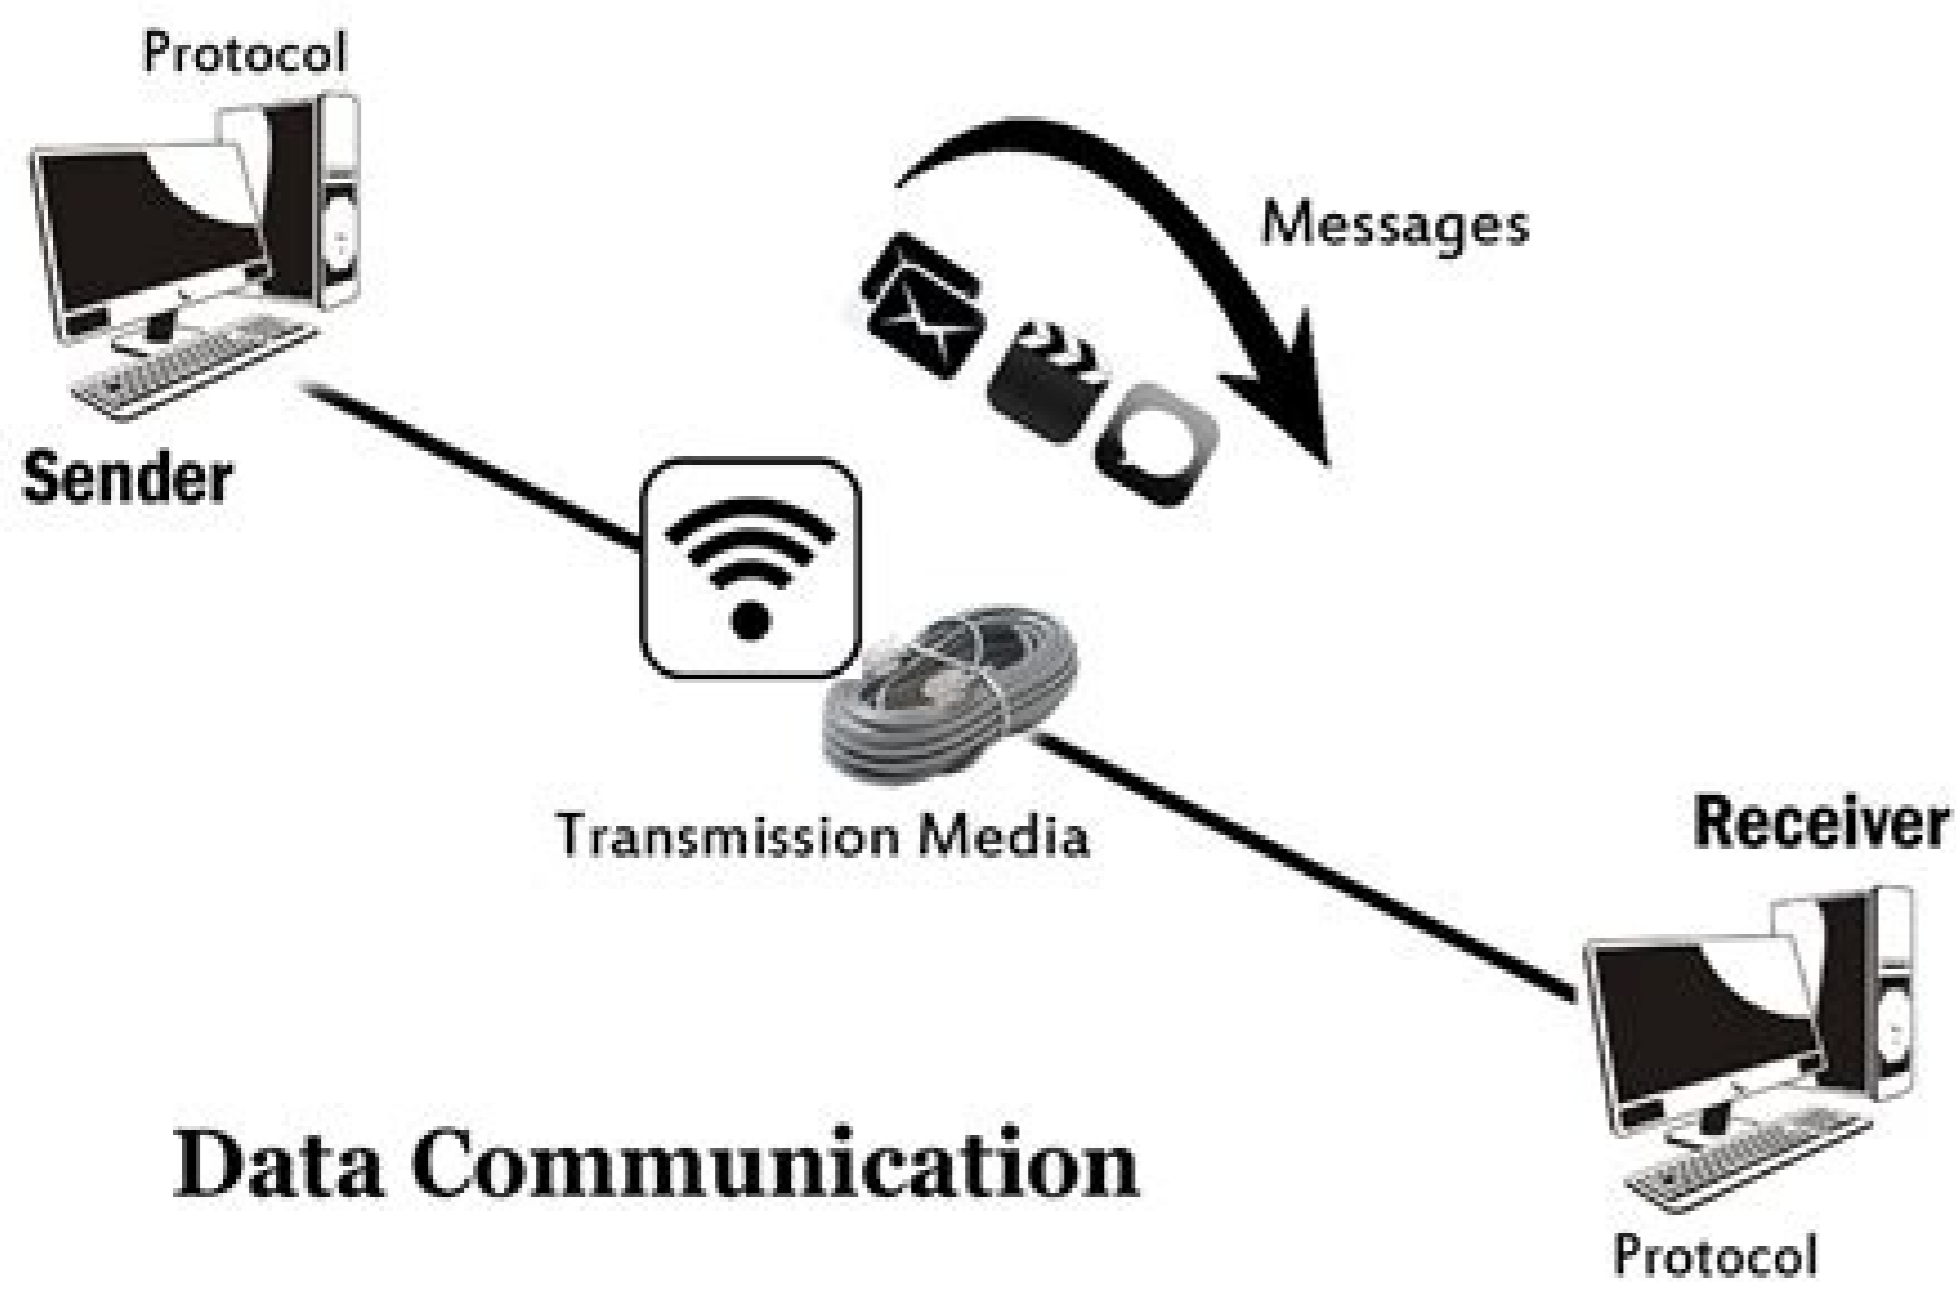 Protocol
Sender
Messages
Transmission Media
Receiver
Protocol
Data Communication